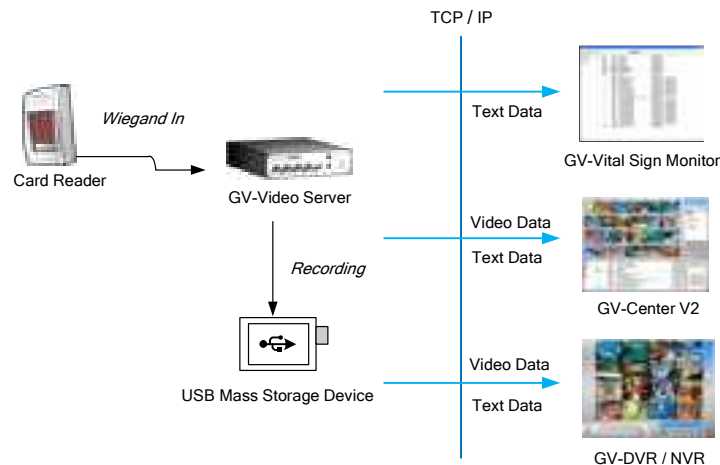 TCP / IP
Wiegand In
Card Reader
GV-Video Server
Text Data
GV-Vital Sign Monitor
Video Data
Text Data
GV-Center V2
Recording
USB Mass Storage Device
Video Data
Text Data
GV-DVR / NVR